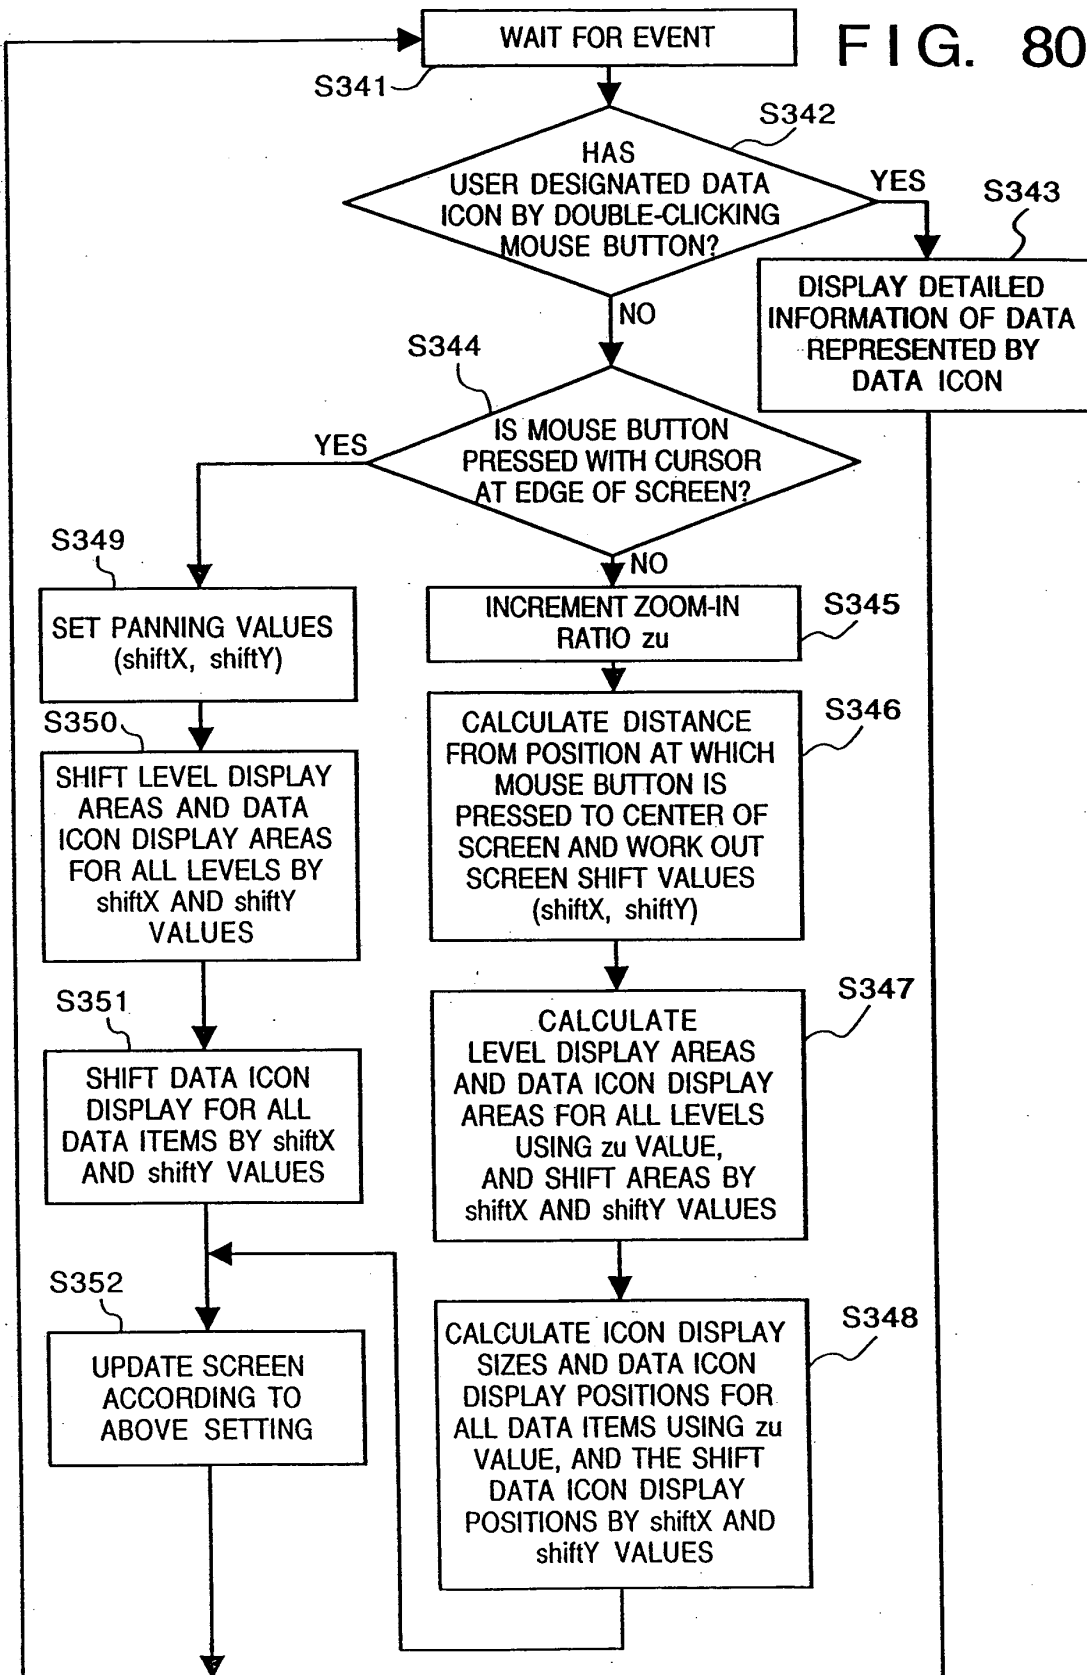 FIG. 80
WAIT FOR EVENT
S341
S342
HAS
USER DESIGNATED DATA
ICON BY DOUBLE-CLICKING
MOUSE BUTTON?
YES
S343
DISPLAY DETAILED
INFORMATION OF DATA
REPRESENTED BY
DATA ICON
NO
S344
IS MOUSE BUTTON
PRESSED WITH CURSOR
AT EDGE OF SCREEN?
YES
NO
S349
SET PANNING VALUES
(shiftX, shiftY)
S350
SHIFT LEVEL DISPLAY
AREAS AND DATA
ICON DISPLAY AREAS
FOR ALL LEVELS BY
shiftX AND shiftY
VALUES
S351
SHIFT DATA ICON
DISPLAY FOR ALL
DATA ITEMS BY shiftX
AND shiftY VALUES
S352
UPDATE SCREEN
ACCORDING TO
ABOVE SETTING
INCREMENT ZOOM-IN
RATIO zu
S345
CALCULATE DISTANCE
FROM POSITION AT WHICH
MOUSE BUTTON IS
PRESSED TO CENTER OF
SCREEN AND WORK OUT
SCREEN SHIFT VALUES
(shiftX, shiftY)
S346
CALCULATE
LEVEL DISPLAY AREAS
AND DATA ICON DISPLAY
AREAS FOR ALL LEVELS
USING zu VALUE,
AND SHIFT AREAS BY
shiftX AND shiftY VALUES
S347
CALCULATE ICON DISPLAY
SIZES AND DATA ICON
DISPLAY POSITIONS FOR
ALL DATA ITEMS USING zu
VALUE, AND THE SHIFT
DATA ICON DISPLAY
POSITIONS BY shiftX AND
shiftY VALUES
S348